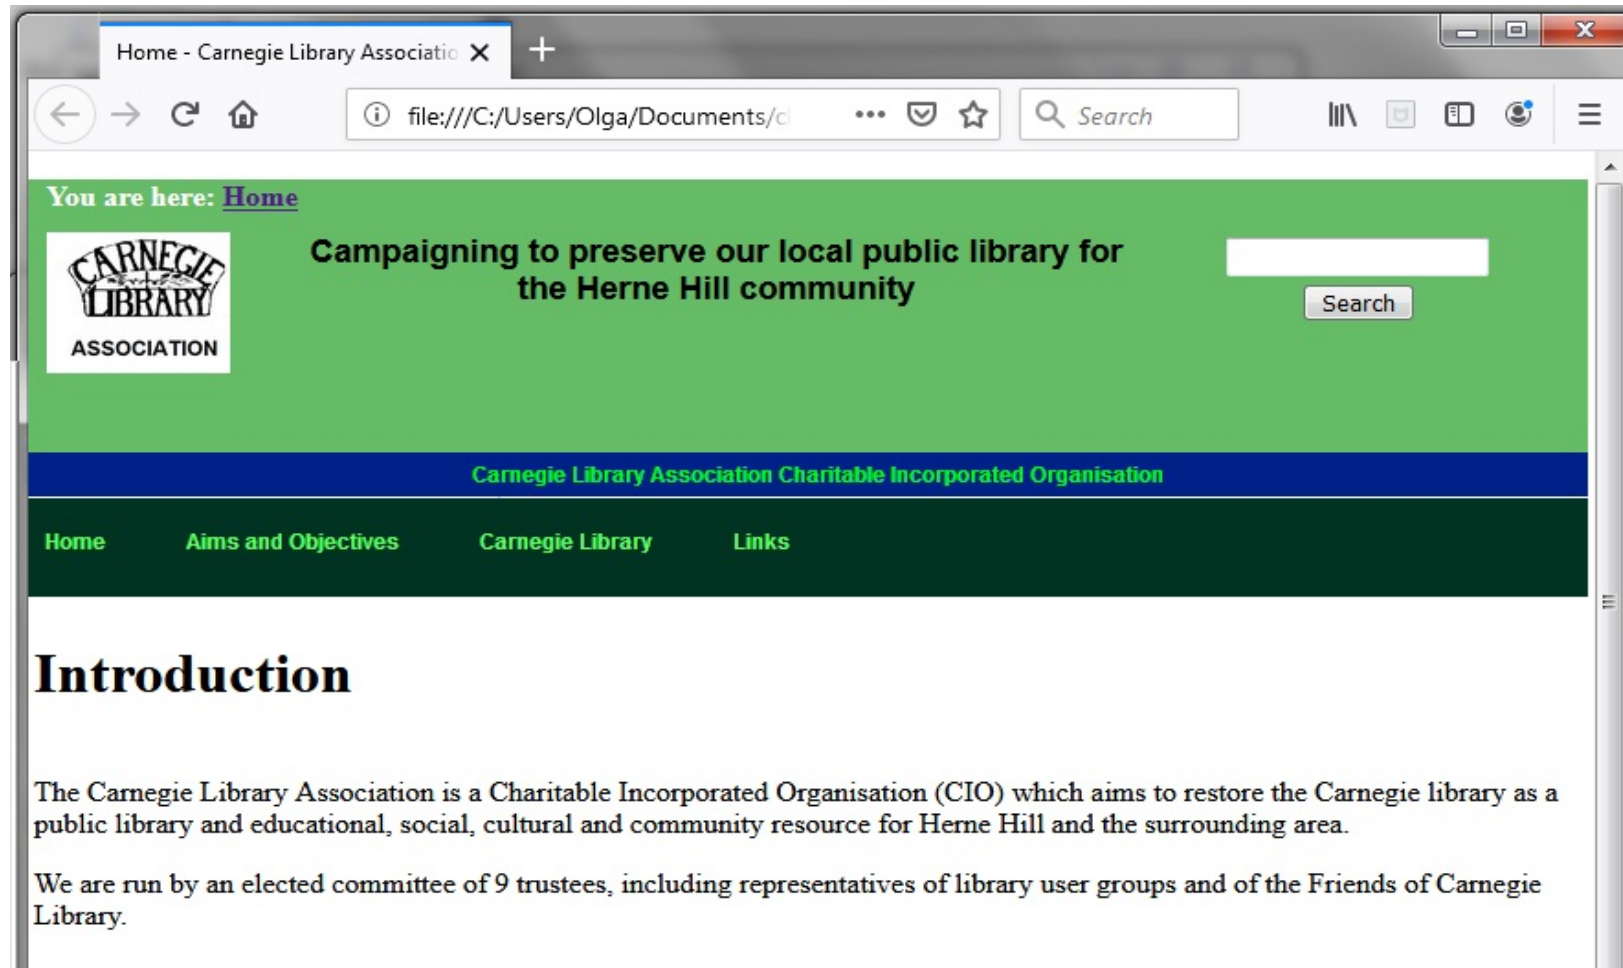 Home - Carnegie Library Associatio
file:///C:/Users/Olga/Documents/cl
Search
You are here: Home
CARNEGIE
LIBRARY
ASSOCIATION
Campaigning to preserve our local public library for
the Herne Hill community
Search
Carnegie Library Association Charitable Incorporated Organisation
Home Aims and Objectives Carnegie Library Links
Introduction
The Carnegie Library Association is a Charitable Incorporated Organisation (CIO) which aims to restore the Carnegie library as a
public library and educational, social, cultural and community resource for Herne Hill and the surrounding area.
We are run by an elected committee of 9 trustees, including representatives of library user groups and of the Friends of Carnegie
Library.